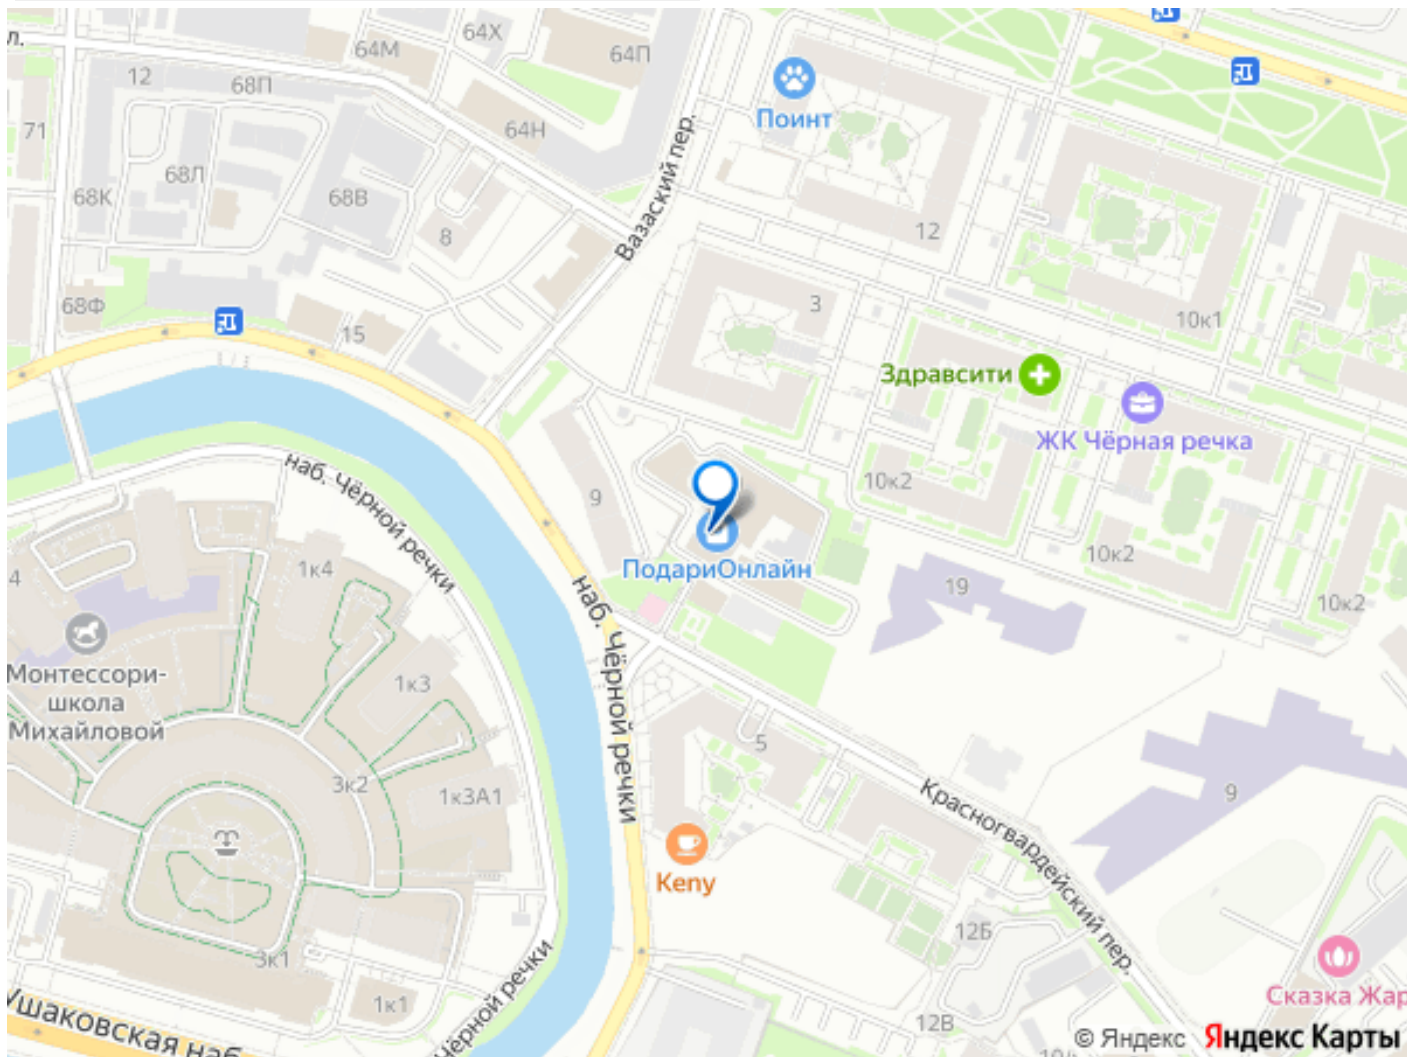 л.
64М
64Х
64П
12
68П
71
64Н
68Л
68К
68В
8
Вазаский пер.
Поинт
12
3
10к1
68Ф
15
Здравсити
ЖК Чёрная речка
10к2
9
наб. Чёрной речки
ПодариОнлайн
10к2
19
10к2
4
1к4
наб. Чёрной речки
Монтессори-
школа
Михайловой
1к3
5
3к2
1к3А1
Красногвардейский пер.
9
Keny
12Б
3к1
1к1
Чёрной речки
Ушаковская наб
12В
Сказка Жар
© Яндекс Яндекс Карты